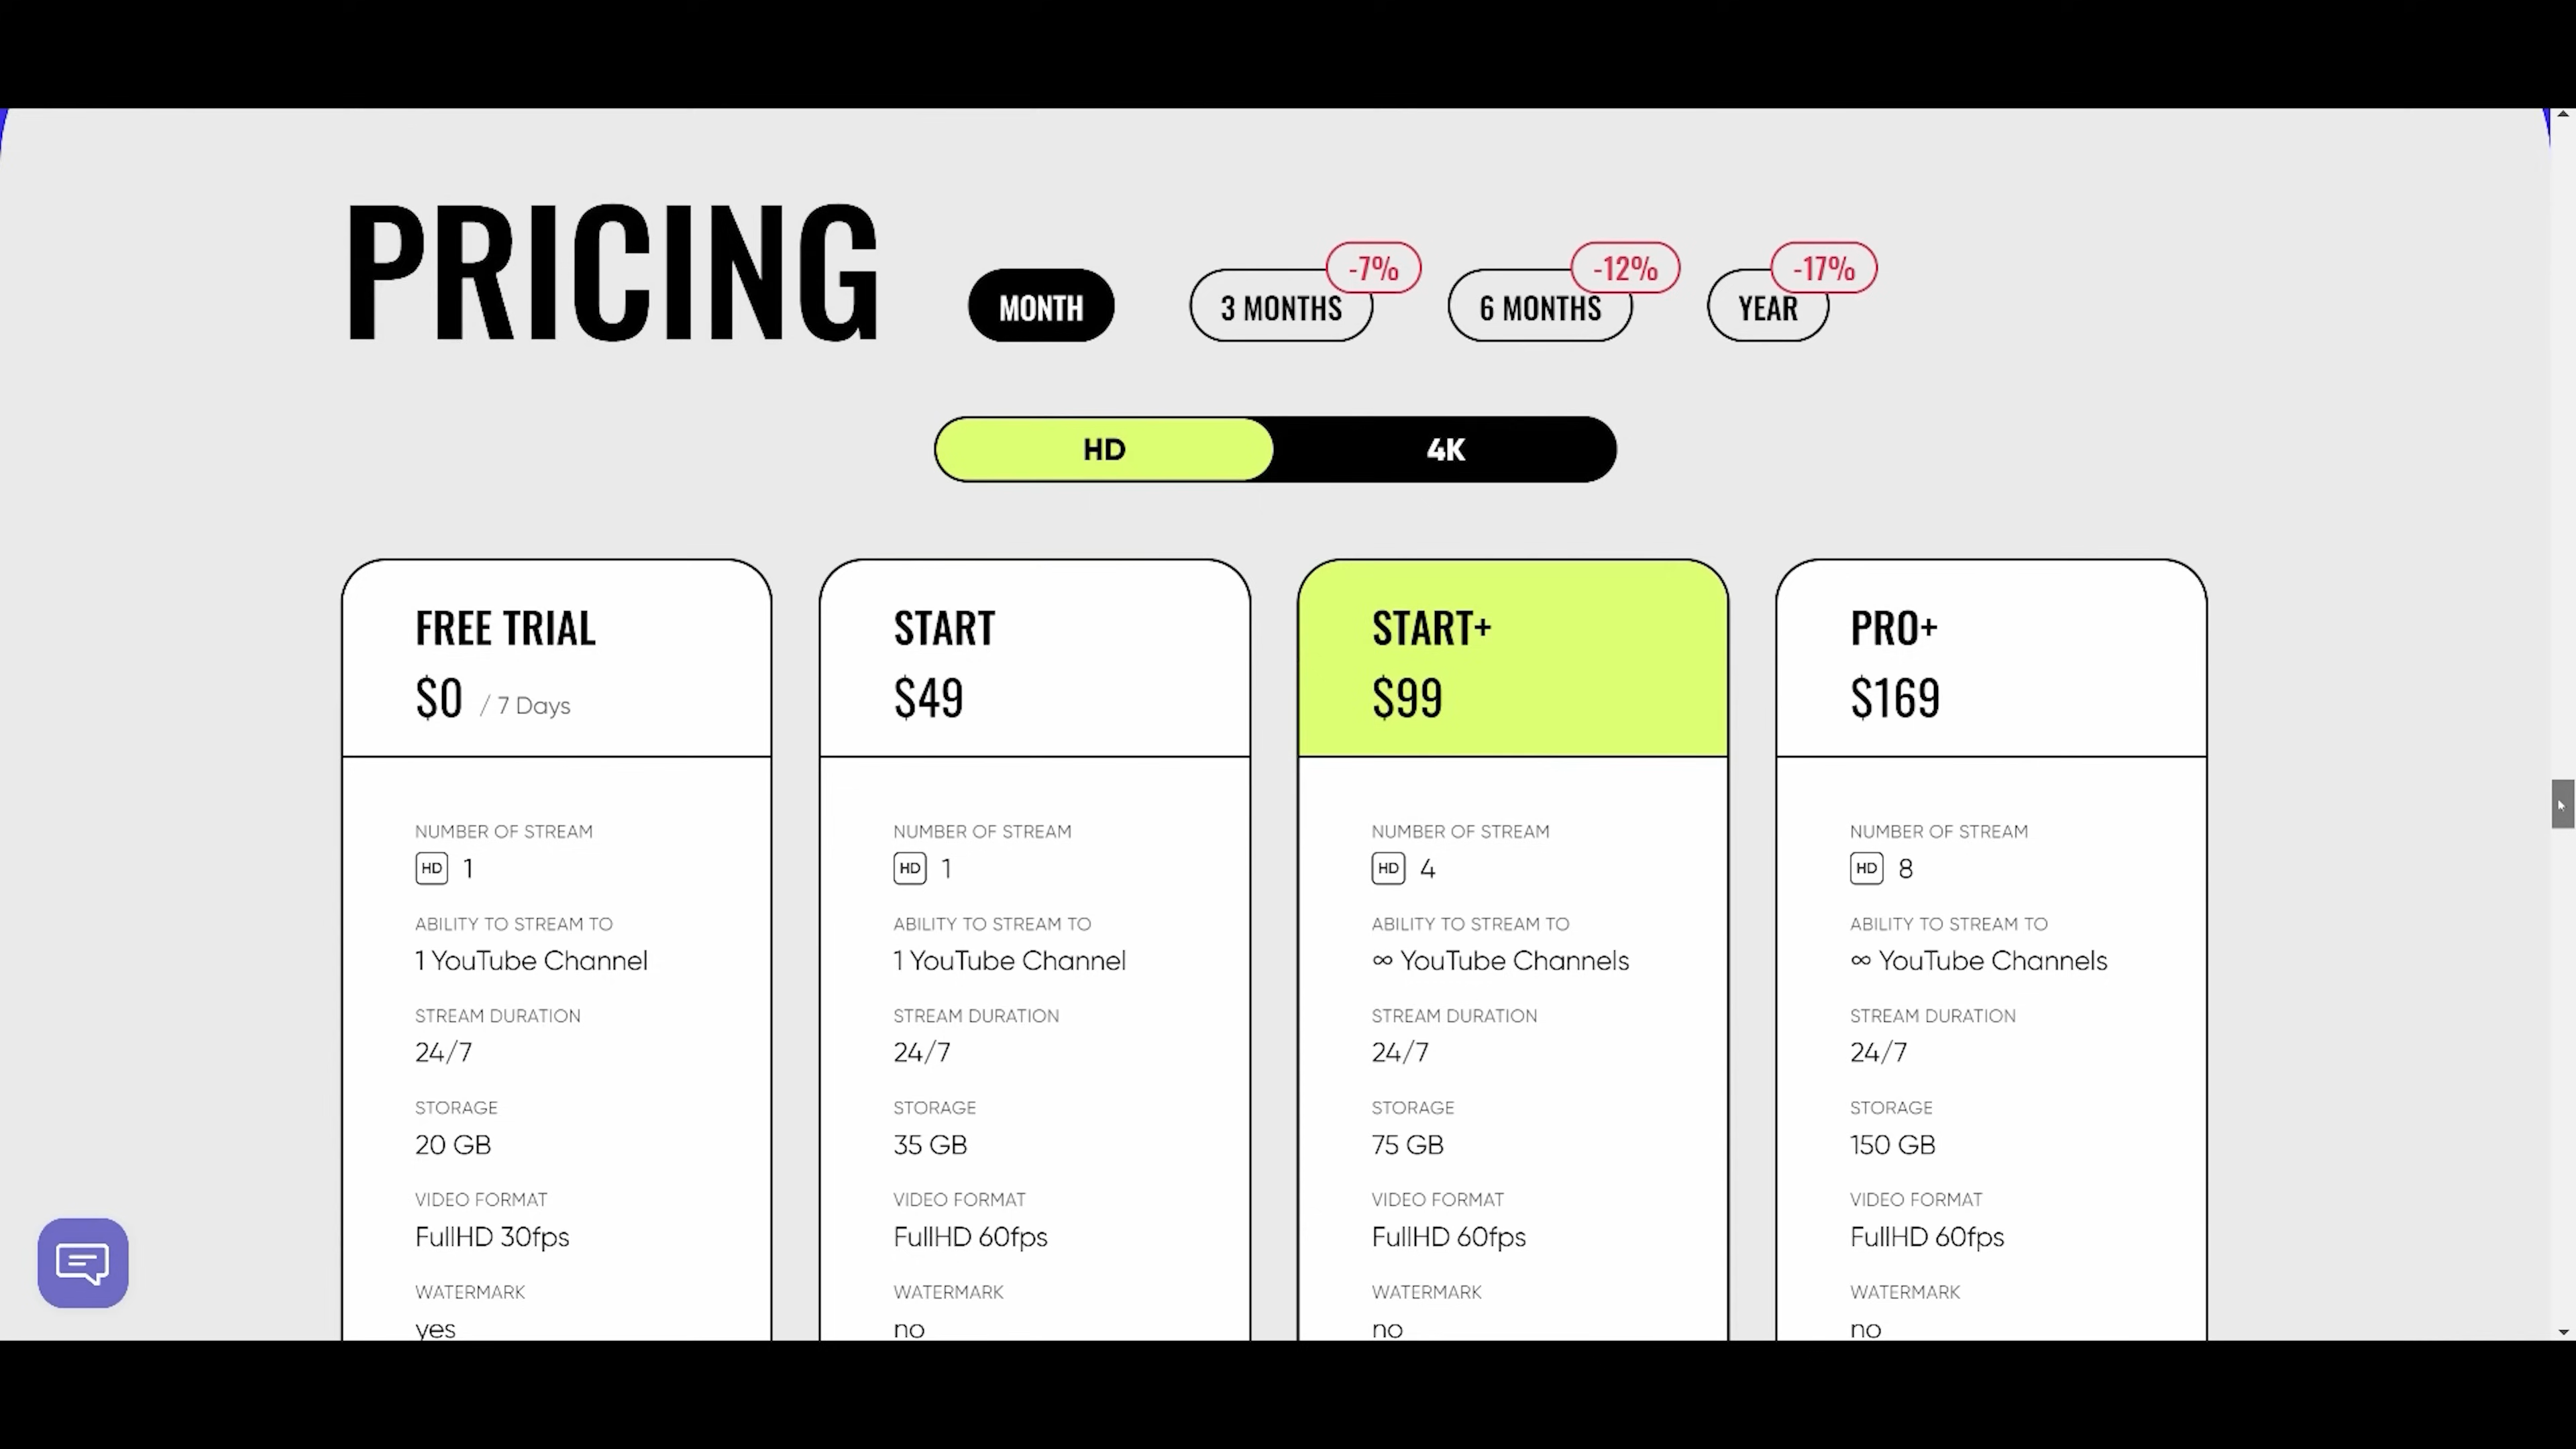 PRICING
MONTH
3 MONTHS
-7%
6 MONTHS
-12%
YEAR
-17%
HD
4K
FREE TRIAL
$0 / 7 Days
NUMBER OF STREAM
HD 1
ABILITY TO STREAM TO
1 YouTube Channel
STREAM DURATION
24/7
STORAGE
20 GB
VIDEO FORMAT
FullHD 30fps
WATERMARK
yes
START
$49
NUMBER OF STREAM
HD 1
ABILITY TO STREAM TO
1 YouTube Channel
STREAM DURATION
24/7
STORAGE
35 GB
VIDEO FORMAT
FullHD 60fps
WATERMARK
no
START+
$99
NUMBER OF STREAM
HD 4
ABILITY TO STREAM TO
∞ YouTube Channels
STREAM DURATION
24/7
STORAGE
75 GB
VIDEO FORMAT
FullHD 60fps
WATERMARK
no
PRO+
$169
NUMBER OF STREAM
HD 8
ABILITY TO STREAM TO
∞ YouTube Channels
STREAM DURATION
24/7
STORAGE
150 GB
VIDEO FORMAT
FullHD 60fps
WATERMARK
no